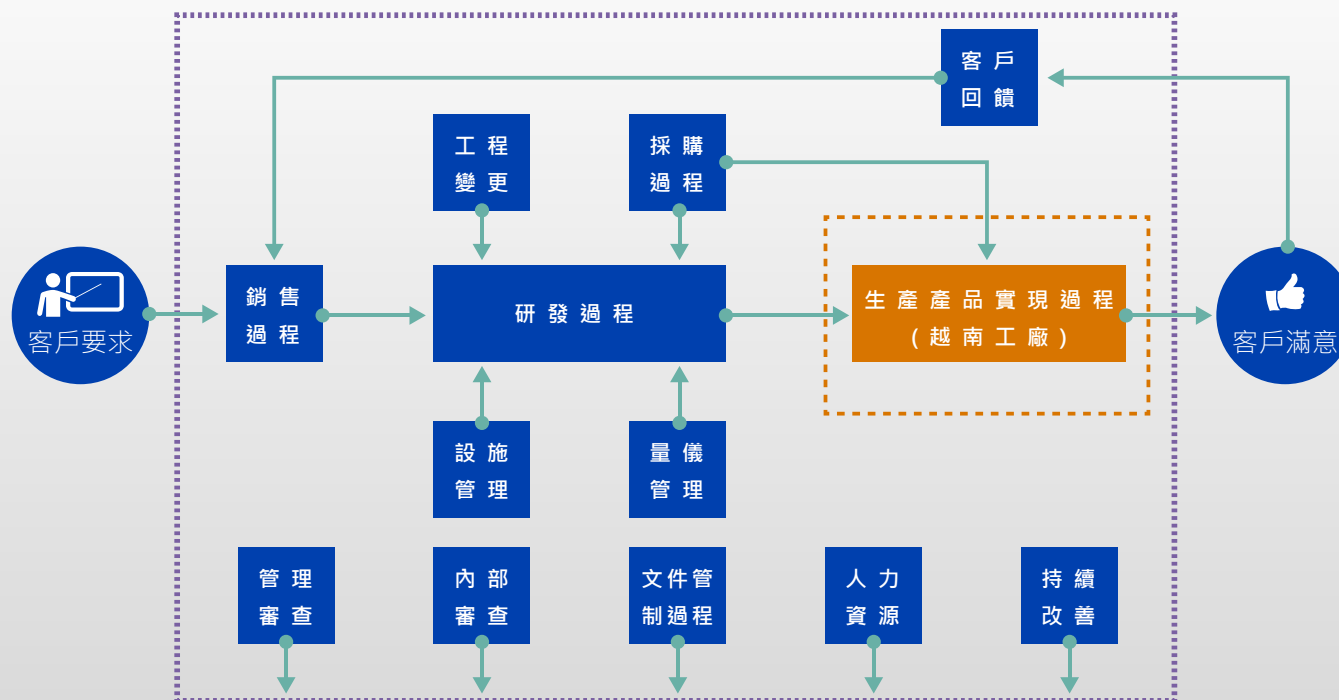 客戶
回饋
工程
變更
採購
過程
客戶要求
銷售
過程
研發過程
生產產品實現過程
(越南工廠)
客戶滿意
設施
管理
量儀
管理
管理
審查
內部
審查
文件管
制過程
人力
資源
持續
改善